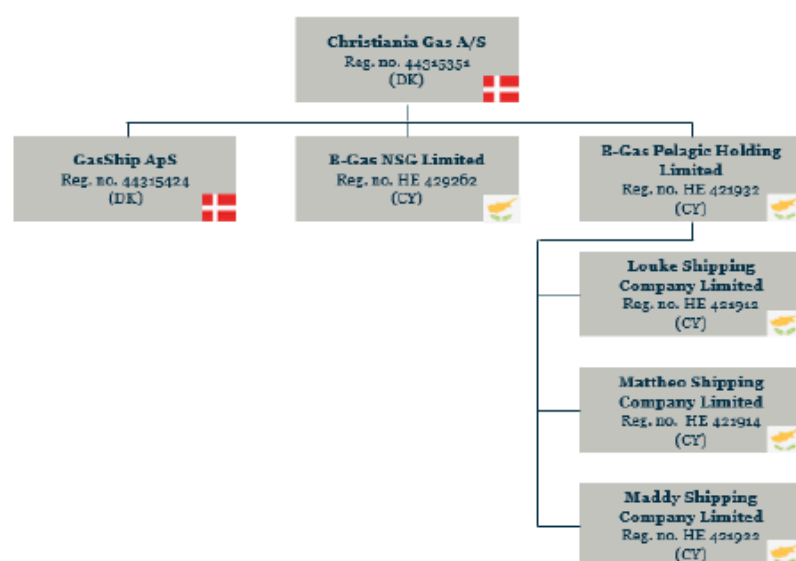 Christiania Gas A/S
Reg. no. 44315351
(DK)
GasShip ApS
Reg. no. 44315424
(DK)
B-Gas NSG Limited
Reg. no. HE 429262
(CY)
B-Gas Pelagic Holding
Limited
Reg. no. HE 421932
(CY)
Louke Shipping
Company Limited
Reg. no. HE 421912
(CY)
Mattheo Shipping
Company Limited
Reg. no. HE 421914
(CY)
Maddy Shipping
Company Limited
Reg. no. HE 421922
(CY)